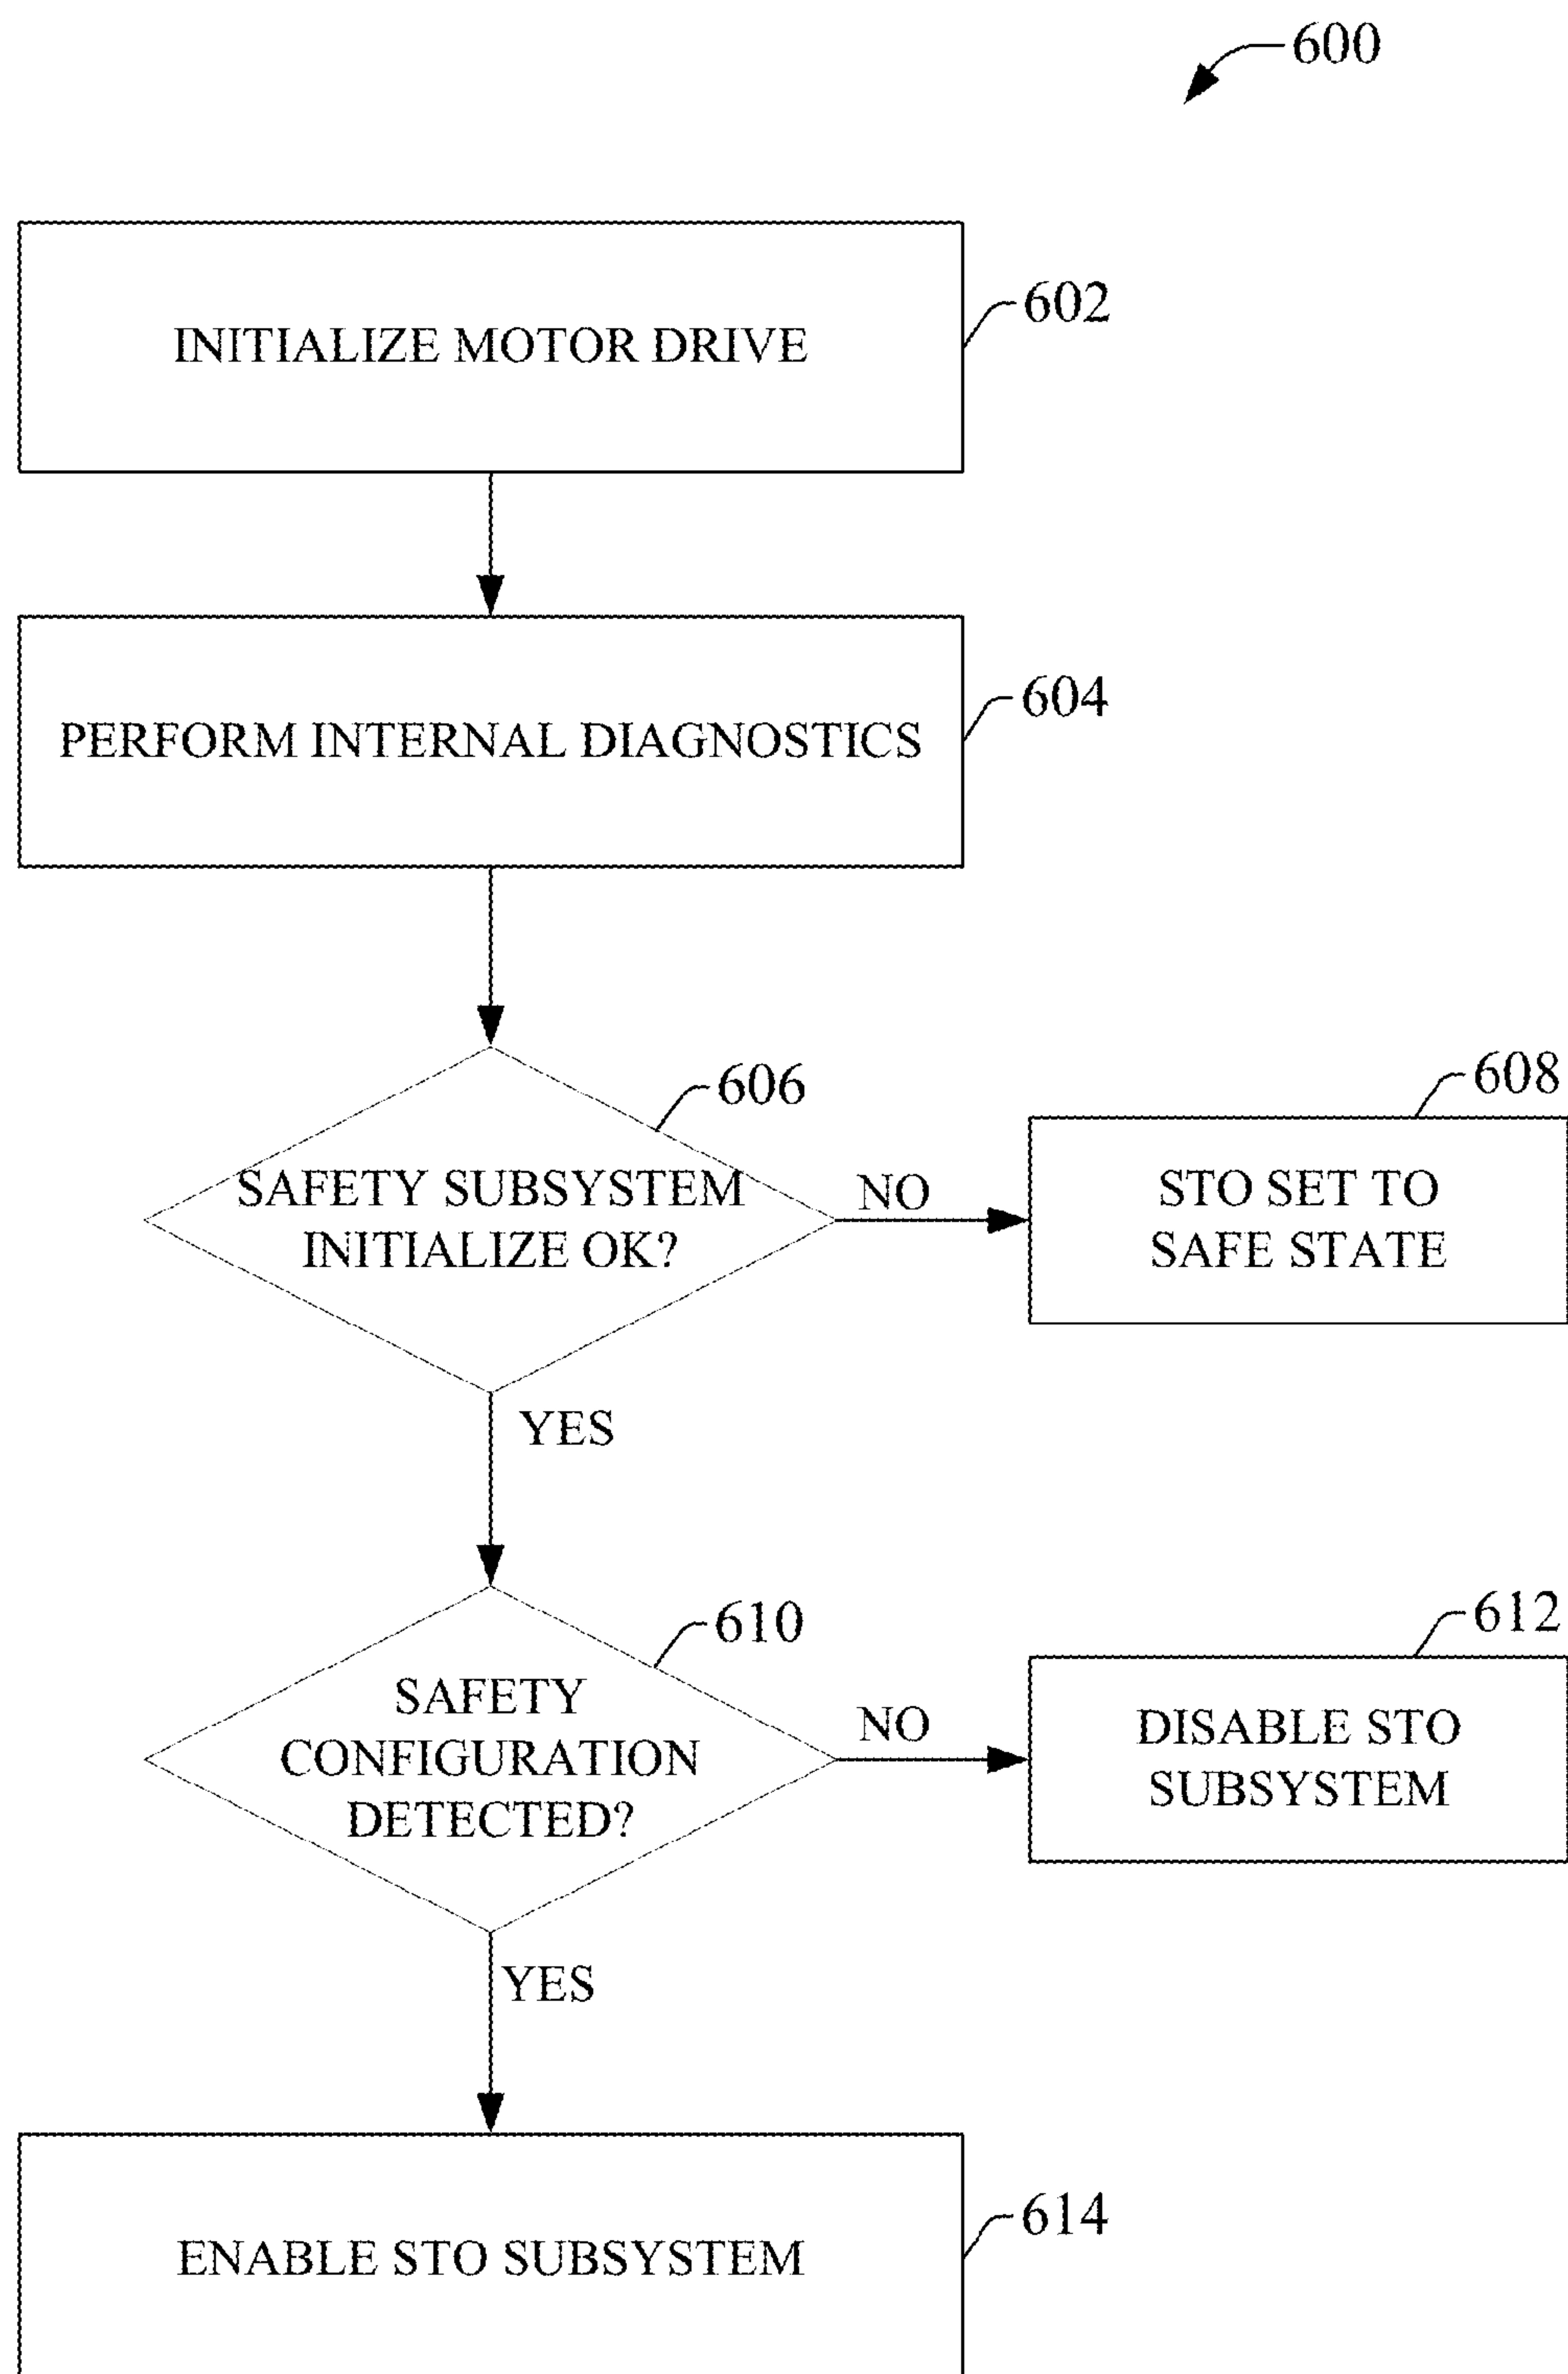 600
INITIALIZE MOTOR DRIVE
602
PERFORM INTERNAL DIAGNOSTICS
604
606
SAFETY SUBSYSTEM
INITIALIZE OK?
NO
608
STO SET TO
SAFE STATE
YES
610
SAFETY
CONFIGURATION
DETECTED?
NO
612
DISABLE STO
SUBSYSTEM
YES
ENABLE STO SUBSYSTEM
614